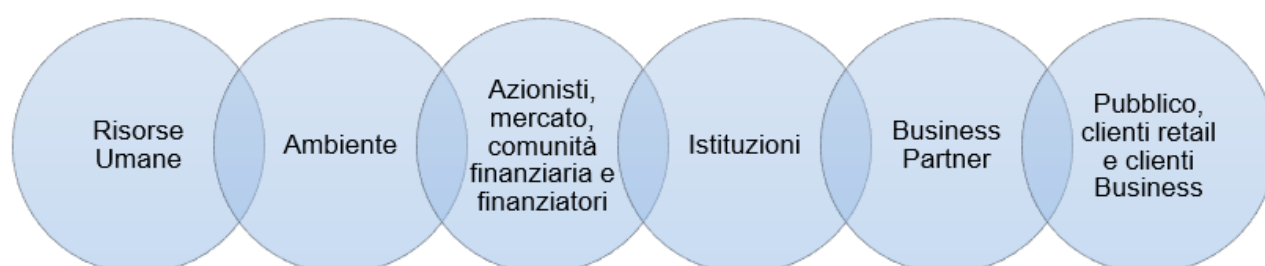 Risorse
Umane
Ambiente
Azionisti,
mercato,
comunità
finanziaria e
finanziatori
Istituzioni
Business
Partner
Pubblico,
clienti retail
e clienti
Business